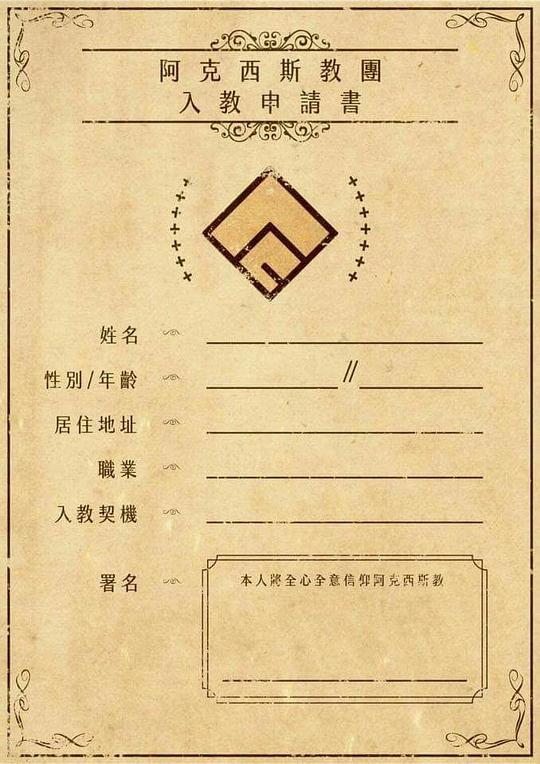 阿克西斯教團
入教申請書
姓名
性別/年齡 //
居住地址
職業
入教契機
署名
本人將全心全意信仰阿克西斯教